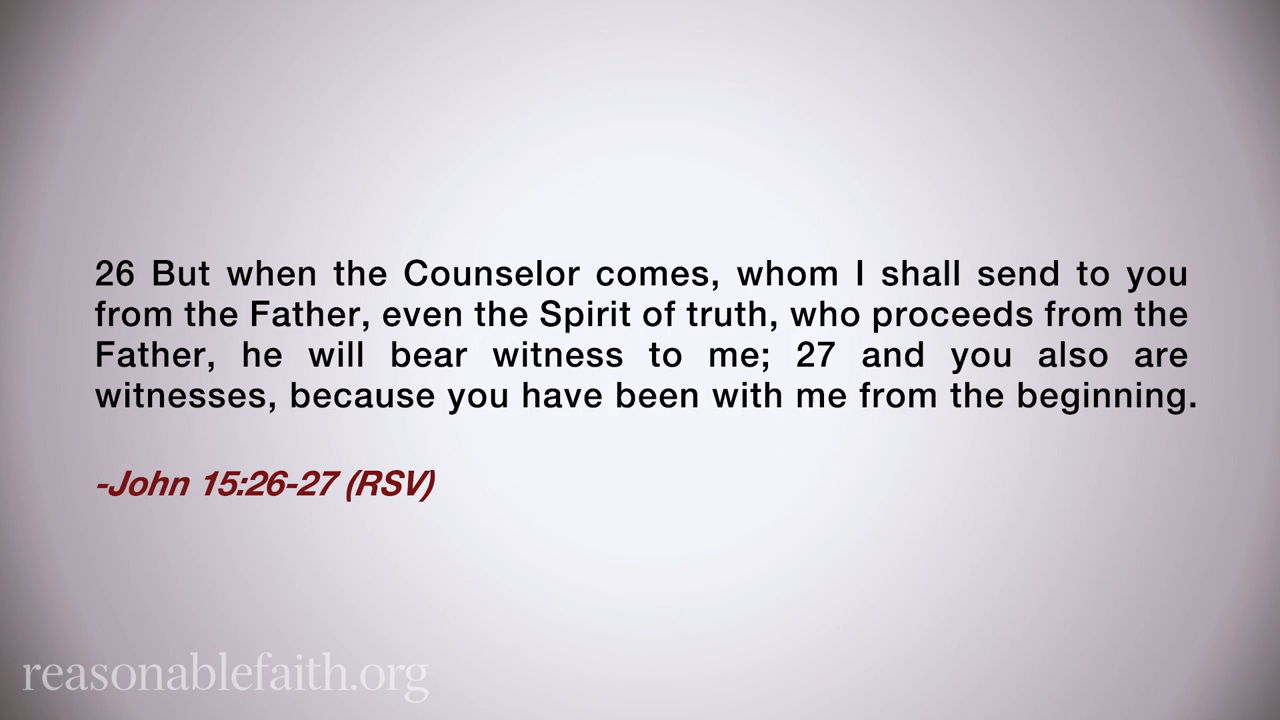 26 But when the Counselor comes, whom I shall send to you
from the Father, even the Spirit of truth, who proceeds from the
Father, he will bear witness to me; 27 and you also are
witnesses, because you have been with me from the beginning.
-John 15:26-27 (RSV)
reasonablefaith.org